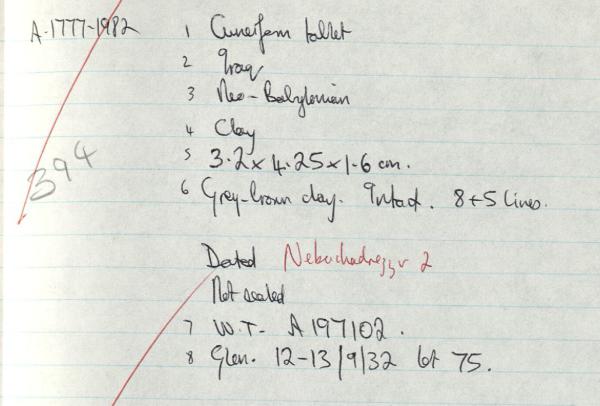 A-1777-1982
1 Cuneiform tablet
2 Iraq
3 Neo-Babylonian
4 Clay
5 3.2 x 4.25 x 1.6 cm.
394
6 Grey-brown clay. Intact. 8+5 lines.
Dated Nebuchadrezzar 2
Not sealed
7 W.T. A197102.
8 Glen. 12-13/9/32 lot 75.